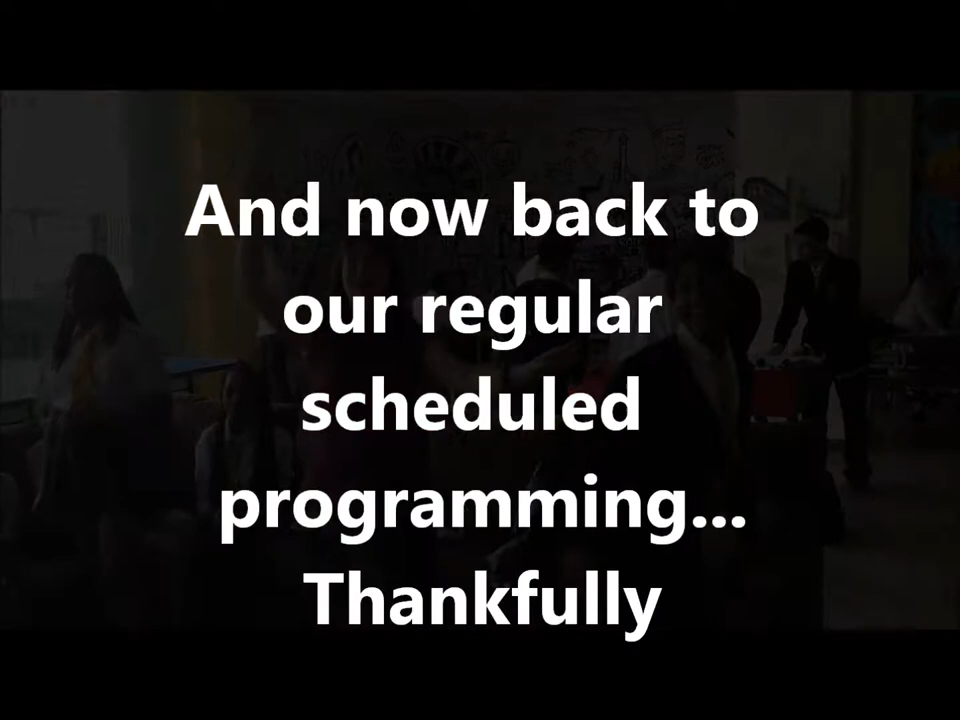 And now back to
our regular
scheduled
programming...
Thankfully